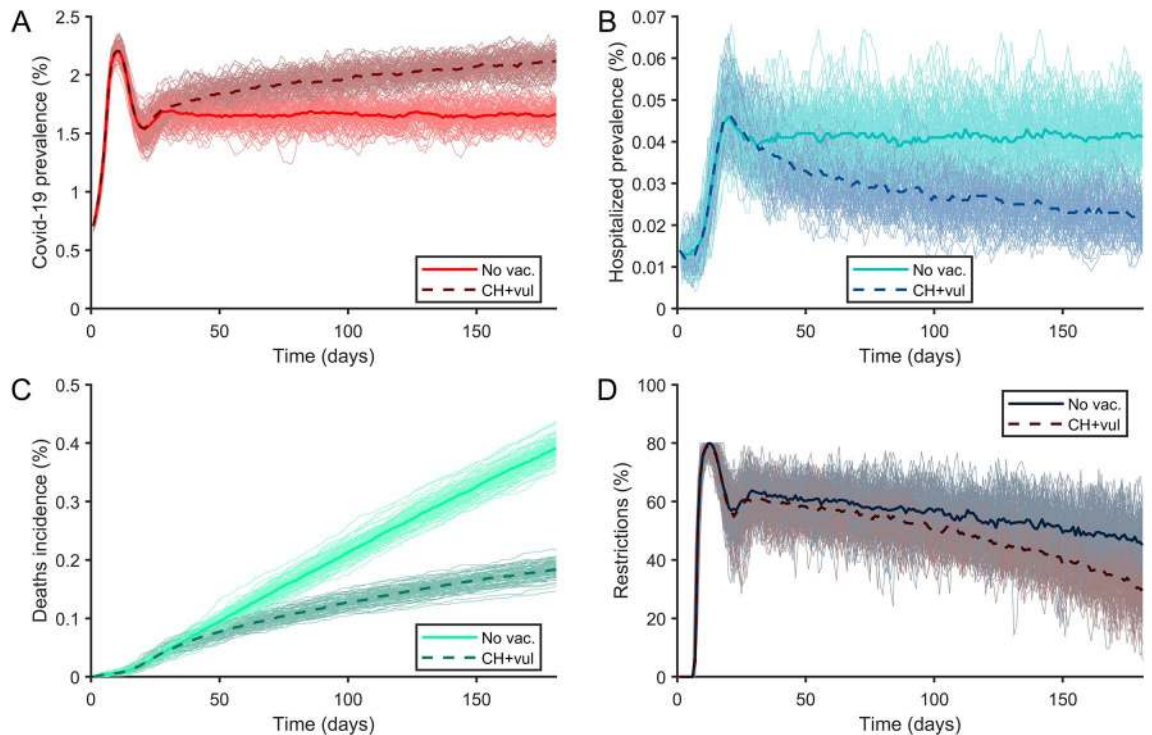 A
Covid-19 prevalence (%)
2.5
2
1.5
1
0.5
0
0 50 100 150
Time (days)
No vac.
CH+vul
B
Hospitalized prevalence (%)
0.07
0.06
0.05
0.04
0.03
0.02
0.01
0
0 50 100 150
Time (days)
No vac.
CH+vul
C
Deaths incidence (%)
0.5
0.4
0.3
0.2
0.1
0
0 50 100 150
Time (days)
No vac.
CH+vul
D
Restrictions (%)
100
80
60
40
20
0
0 50 100 150
Time (days)
No vac.
CH+vul